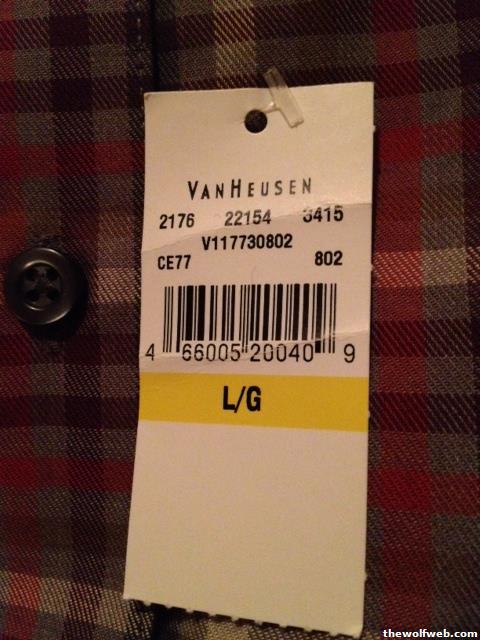 VANHEUSEN
2176 22154 3415
V117730802
CE77 802
4 66005 20040 9
L/G
thewolfweb.com